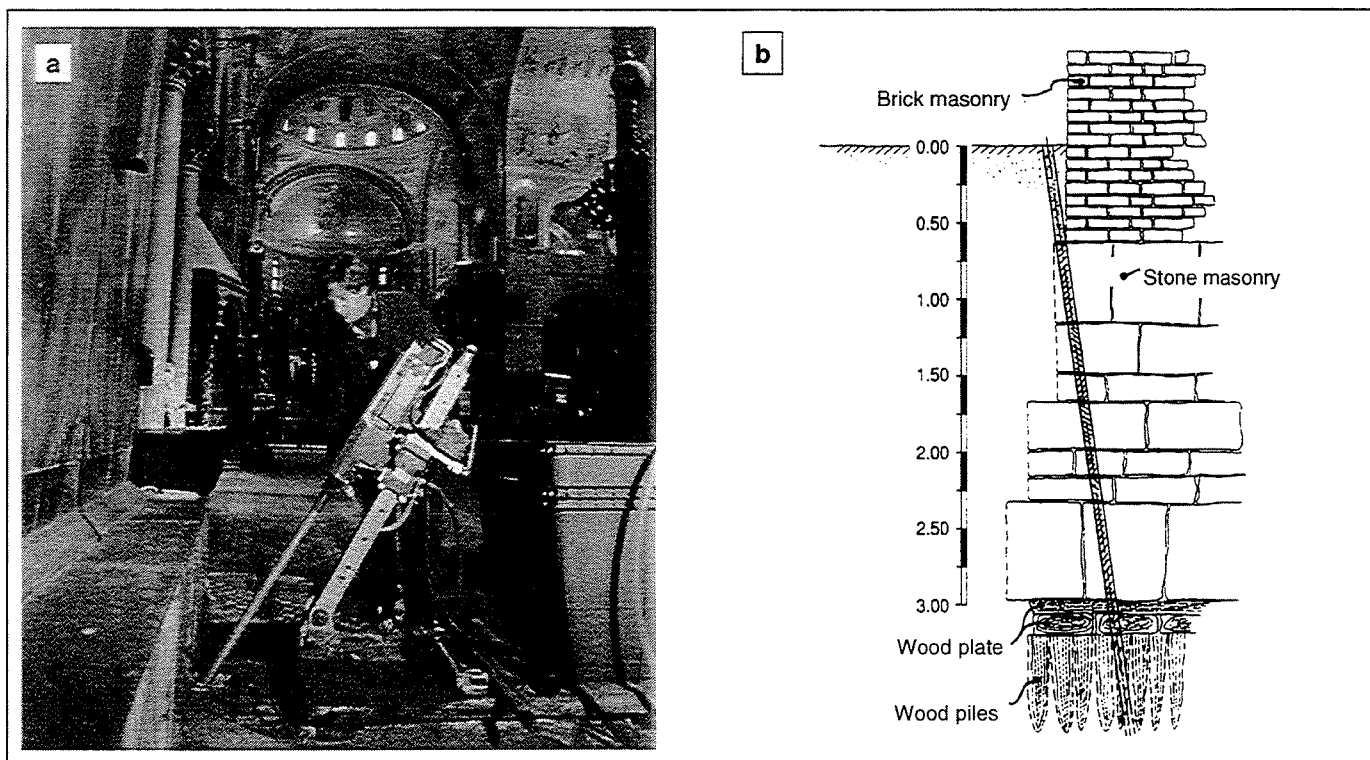 a
b
Brick masonry
0.00
0.50
Stone masonry
1.00
1.50
2.00
2.50
3.00
Wood plate
Wood piles